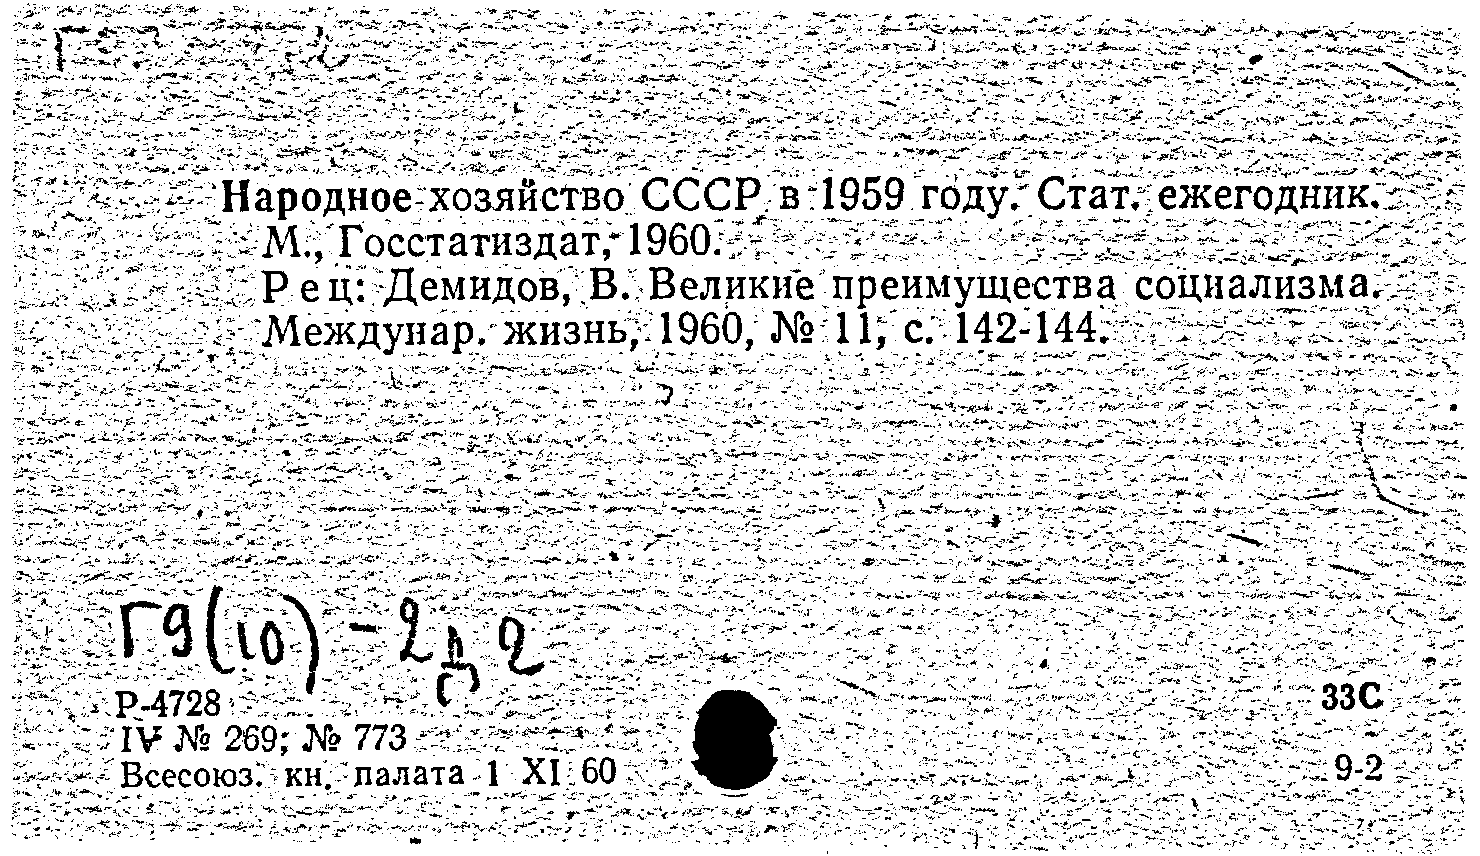 Народное хозяйство СССР в 1959 году. Стат. ежегодник.
М., Госстатиздат, 1960.
Рец: Демидов, В. Великие преимущества социализма.
Междунар. жизнь, 1960, № 11, с. 142-144.
Г9(10)-2д2
Р-4728
IV № 269; № 773
Всесоюз. кн. палата 1 XI 60
33С
9-2